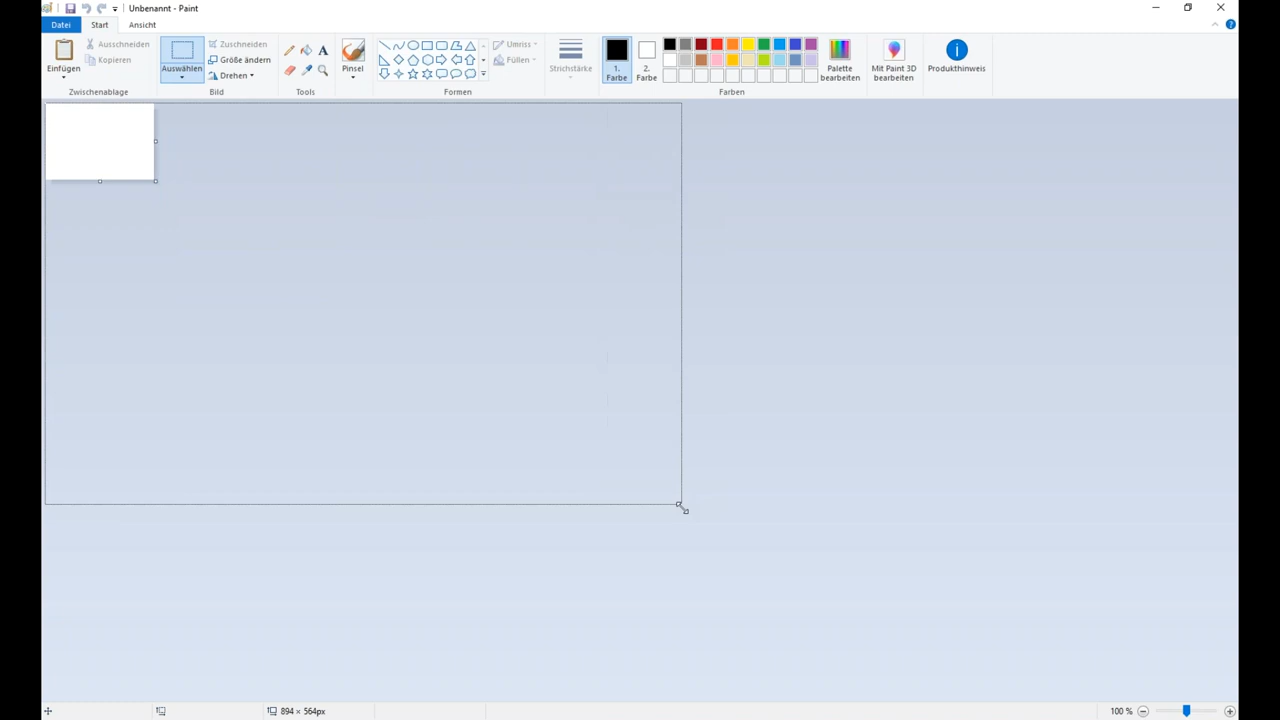 Unbenannt - Paint
Datei Start Ansicht
Einfügen
Ausschneiden
Kopieren
Zwischenablage
Auswählen
Zuschneiden
Größe ändern
Drehen
Bild
A
Tools
Pinsel
Umriss
Füllen
Formen
Strichstärke
1. Farbe
2. Farbe
Palette bearbeiten
Farben
Mit Paint 3D bearbeiten
Produkthinweis
894 × 564px
100 %